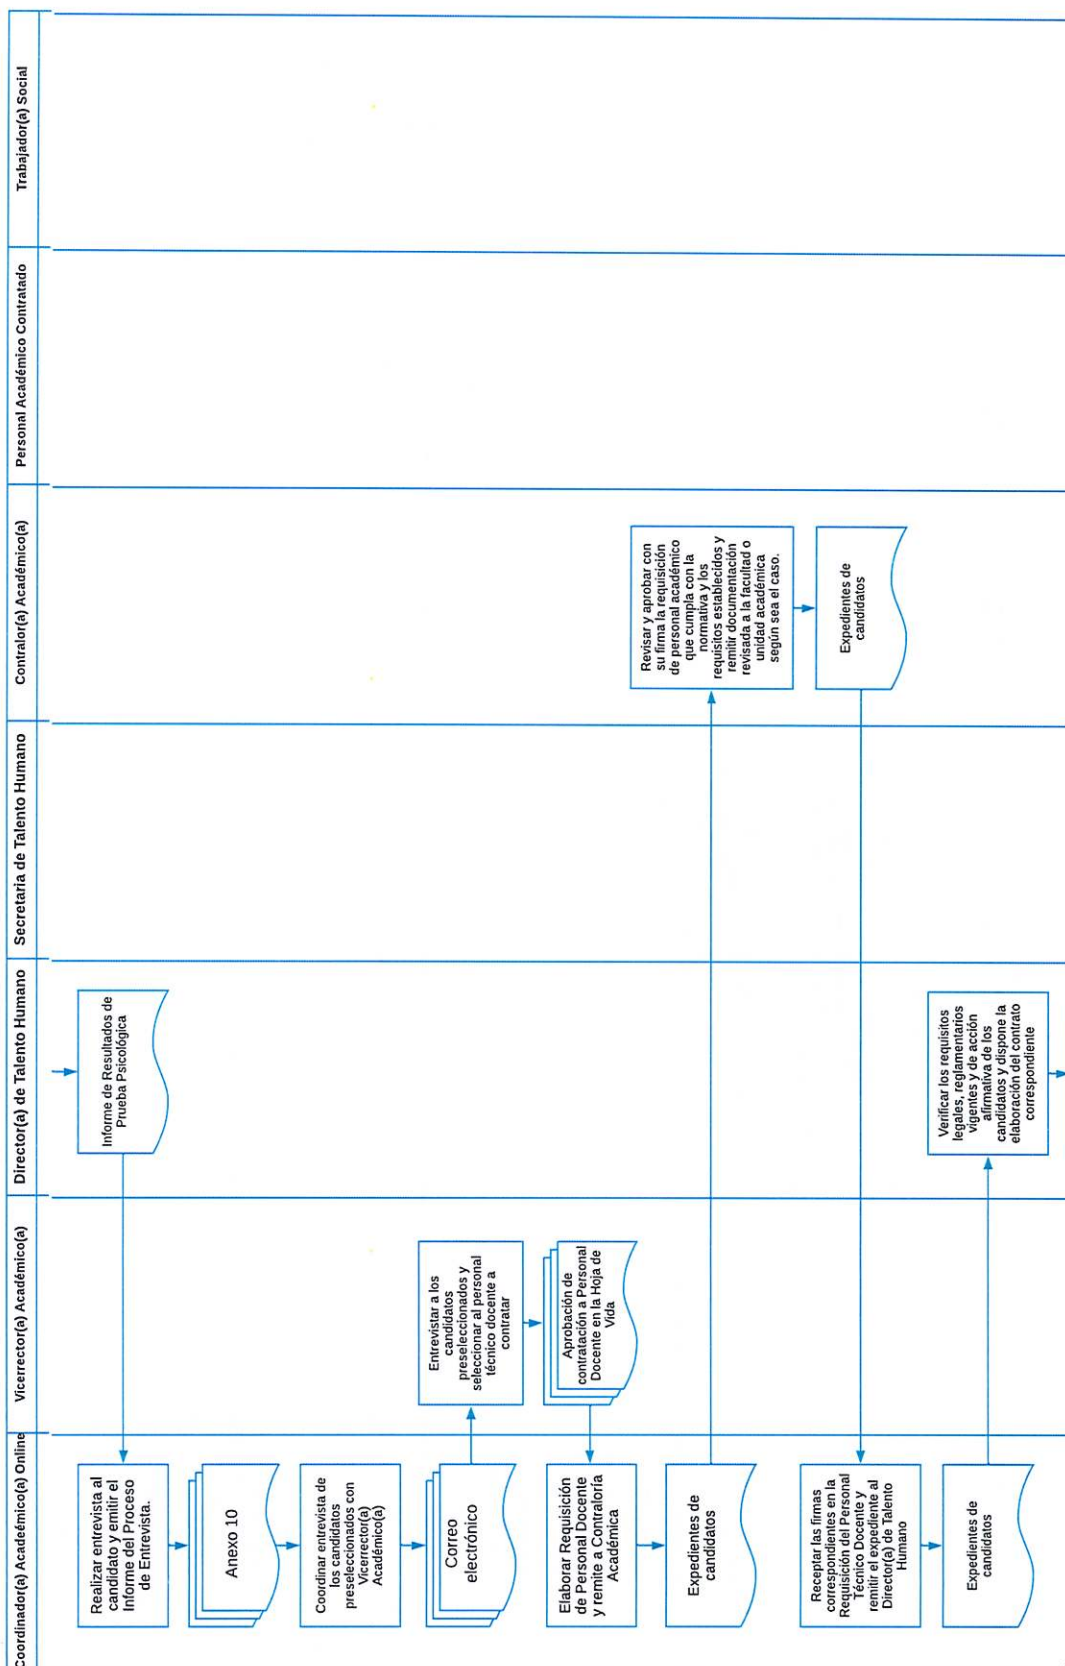 Coordinador(a) Académico(a) Online
Vicerrector(a) Académico(a)
Director(a) de Talento Humano
Secretaria de Talento Humano
Contralor(a) Académico(a)
Personal Académico Contratado
Trabajador(a) Social
Informe de Resultados de
Prueba Psicológica
Realizar entrevista al
candidato y emitir el
Informe del Proceso
de Entrevista.
Anexo 10
Coordinar entrevista de
los candidatos
preseleccionados con
Vicerrector(a)
Académico(a)
Correo
electrónico
Entrevistar a los
candidatos
preseleccionados y
seleccionar al personal
técnico docente a
contratar
Aprobación de
contratación a Personal
Docente en la Hoja de
Vida
Elaborar Requisición
de Personal Docente
y remite a Contraloría
Académica
Expedientes de
candidatos
Revisar y aprobar con
su firma la requisición
de personal académico
que cumpla con la
normativa y los
requisitos establecidos y
remitir documentación
revisada a la facultad o
unidad académica
según sea el caso.
Expedientes de
candidatos
Receptar las firmas
correspondientes en la
Requisición del Personal
Técnico Docente y
remitir el expediente al
Director(a) de Talento
Humano
Expedientes de
candidatos
Verificar los requisitos
legales, reglamentarios
vigentes y de acción
afirmativa de los
candidatos y dispone la
elaboración del contrato
correspondiente